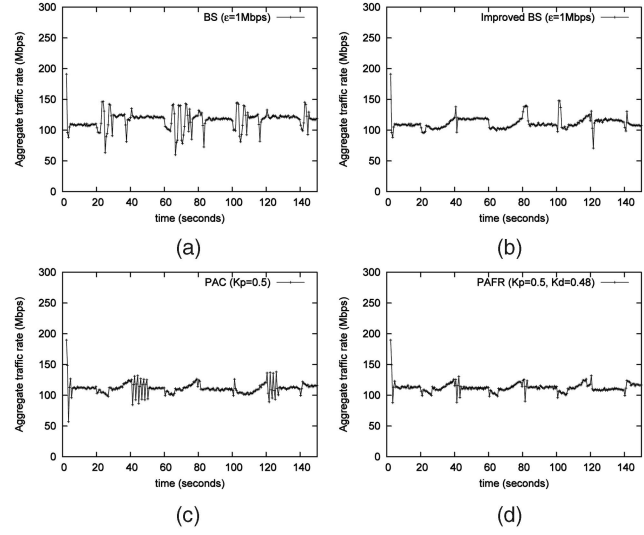 BS (ε=1Mbps)
Aggregate traffic rate (Mbps)
300
250
200
150
100
50
0
0 20 40 60 80 100 120 140
time (seconds)
(a)
Improved BS (ε=1Mbps)
Aggregate traffic rate (Mbps)
300
250
200
150
100
50
0
0 20 40 60 80 100 120 140
time (seconds)
(b)
PAC (Kp=0.5)
Aggregate traffic rate (Mbps)
300
250
200
150
100
50
0
0 20 40 60 80 100 120 140
time (seconds)
(c)
PAFR (Kp=0.5, Kd=0.48)
Aggregate traffic rate (Mbps)
300
250
200
150
100
50
0
0 20 40 60 80 100 120 140
time (seconds)
(d)